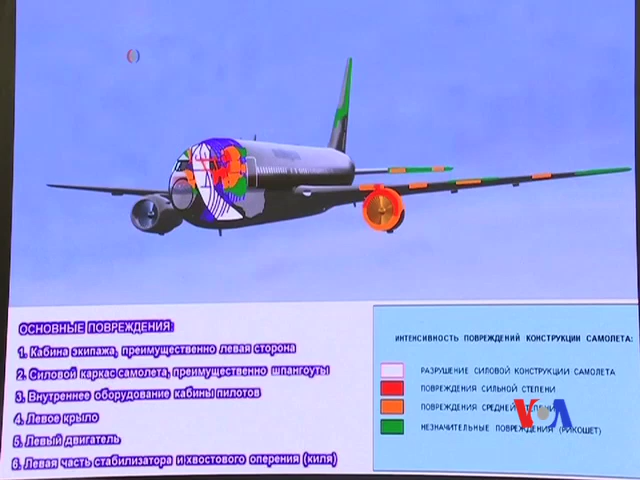 ОСНОВНЫЕ ПОВРЕЖДЕНИЯ:
1. Кабина экипажа, преимущественно левая сторона
2. Силовой каркас самолета, преимущественно шпангоуты
3. Внутреннее оборудование кабины пилотов
4. Левое крыло
5. Левый двигатель
6. Левая часть стабилизатора и хвостового оперения (киля)
ИНТЕНСИВНОСТЬ ПОВРЕЖДЕНИЙ КОНСТРУКЦИИ САМОЛЕТА:
РАЗРУШЕНИЕ СИЛОВОЙ КОНСТРУКЦИИ САМОЛЕТА
ПОВРЕЖДЕНИЯ СИЛЬНОЙ СТЕПЕНИ
ПОВРЕЖДЕНИЯ СРЕДНЕЙ СТЕПЕНИ
НЕЗНАЧИТЕЛЬНЫЕ ПОВРЕЖДЕНИЯ (РИКОШЕТ)
VOA